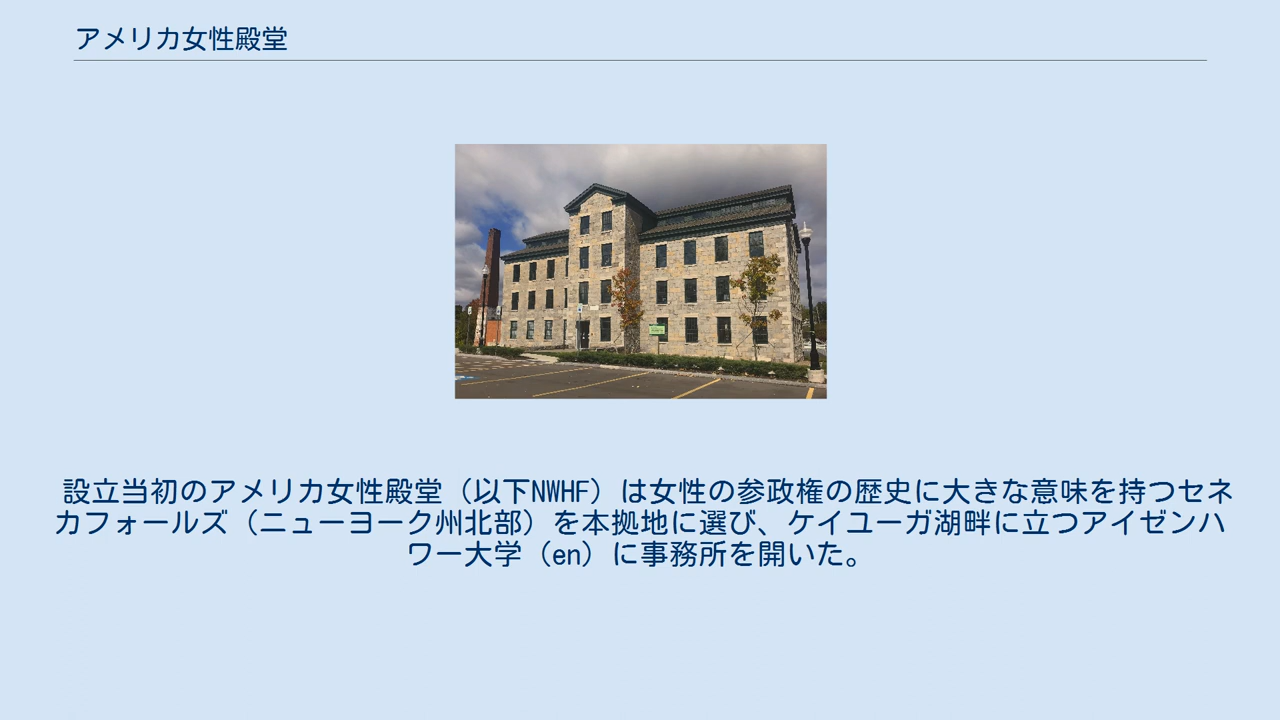 アメリカ女性殿堂
設立当初のアメリカ女性殿堂（以下NWHF）は女性の参政権の歴史に大きな意味を持つセネ
カフォールズ（ニューヨーク州北部）を本拠地に選び、ケイユーガ湖畔に立つアイゼンハ
ワー大学（en）に事務所を開いた。